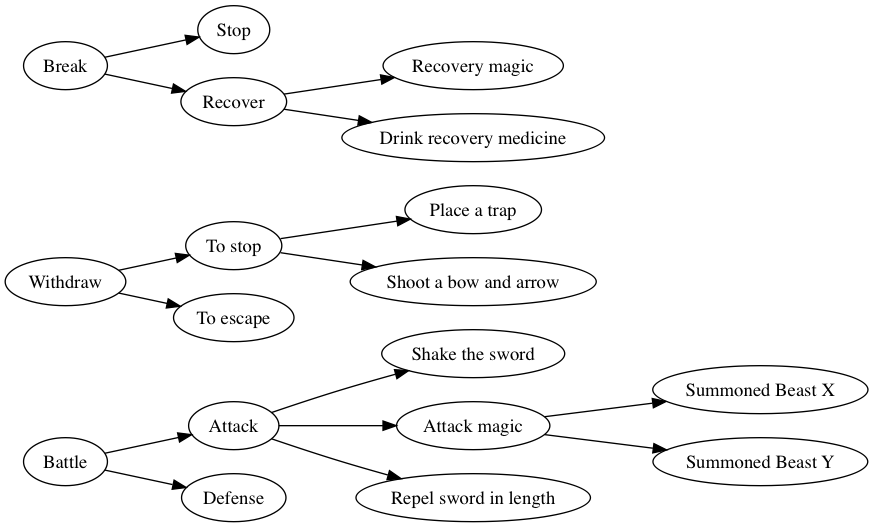 Break
Stop
Recover
Recovery magic
Drink recovery medicine
Withdraw
To stop
Place a trap
Shoot a bow and arrow
To escape
Battle
Attack
Shake the sword
Attack magic
Summoned Beast X
Summoned Beast Y
Repel sword in length
Defense